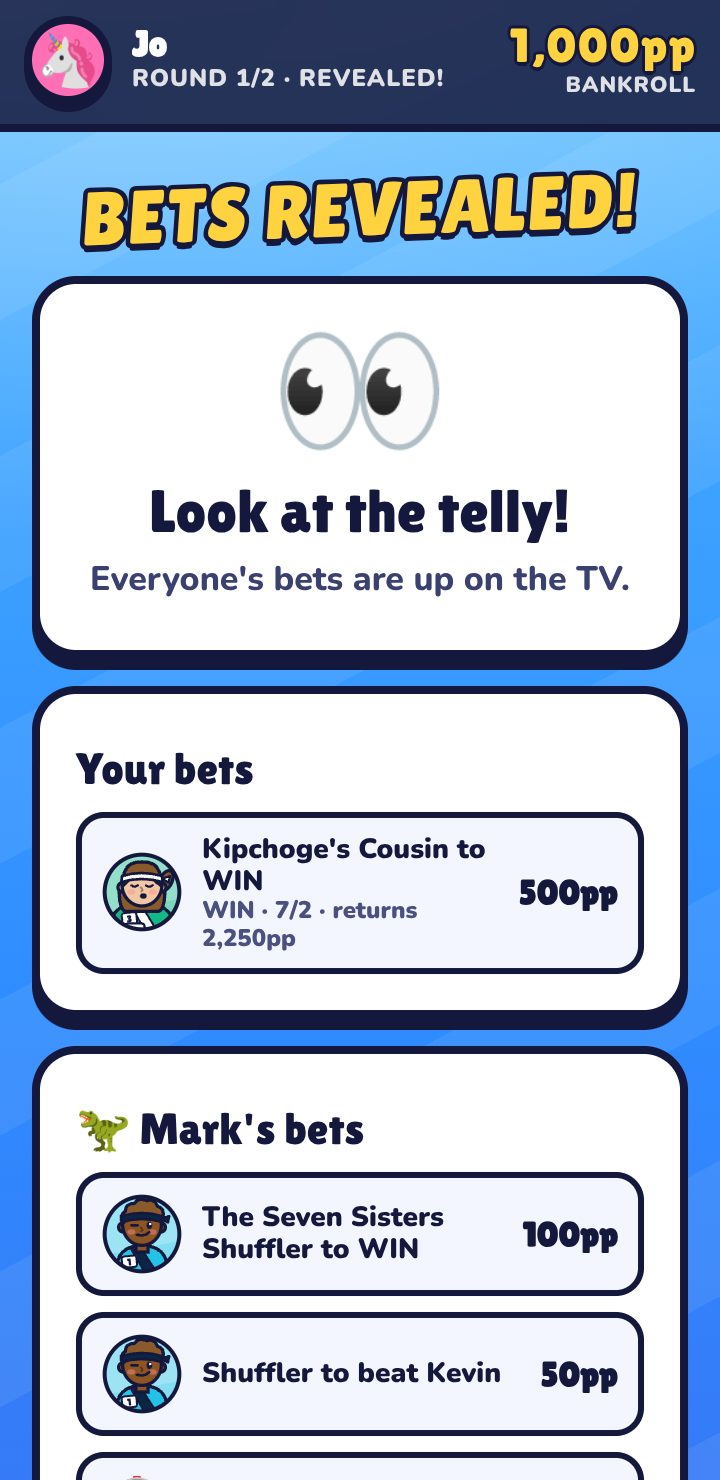 Jo
ROUND 1/2 · REVEALED!
1,000pp
BANKROLL
BETS REVEALED!
Look at the telly!
Everyone's bets are up on the TV.
Your bets
Kipchoge's Cousin to
WIN
WIN · 7/2 · returns
2,250pp
500pp
Mark's bets
The Seven Sisters
Shuffler to WIN
100pp
Shuffler to beat Kevin
50pp